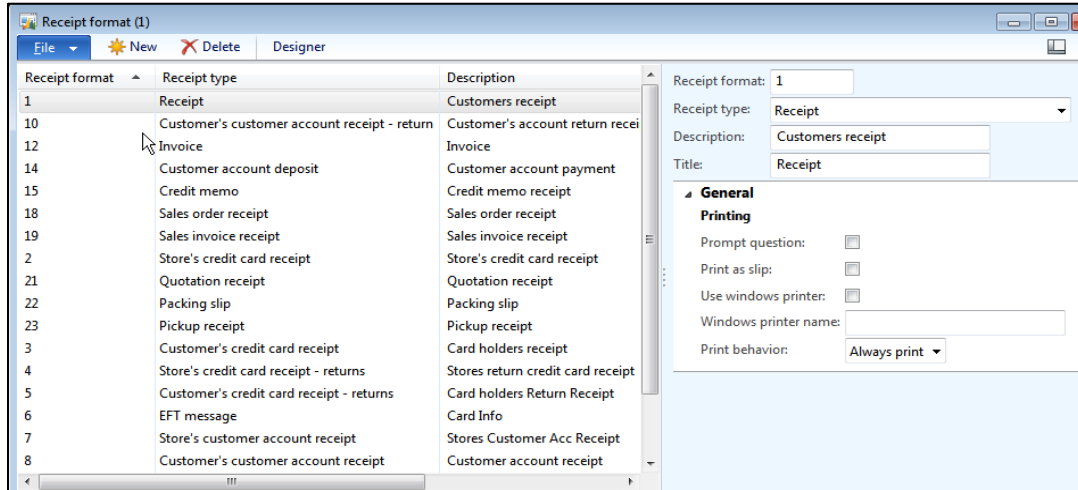 Receipt format (1)
File New Delete Designer
Receipt format Receipt type Description
1 Receipt Customers receipt
10 Customer's customer account receipt - return Customer's account return recei
12 Invoice Invoice
14 Customer account deposit Customer account payment
15 Credit memo Credit memo receipt
18 Sales order receipt Sales order receipt
19 Sales invoice receipt Sales invoice receipt
2 Store's credit card receipt Store's credit card receipt
21 Quotation receipt Quotation receipt
22 Packing slip Packing slip
23 Pickup receipt Pickup receipt
3 Customer's credit card receipt Card holders receipt
4 Store's credit card receipt - returns Stores return credit card receipt
5 Customer's credit card receipt - returns Card holders Return Receipt
6 EFT message Card Info
7 Store's customer account receipt Stores Customer Acc Receipt
8 Customer's customer account receipt Customer account receipt
Receipt format: 1
Receipt type: Receipt
Description: Customers receipt
Title: Receipt
General
Printing
Prompt question:
Print as slip:
Use windows printer:
Windows printer name:
Print behavior: Always print